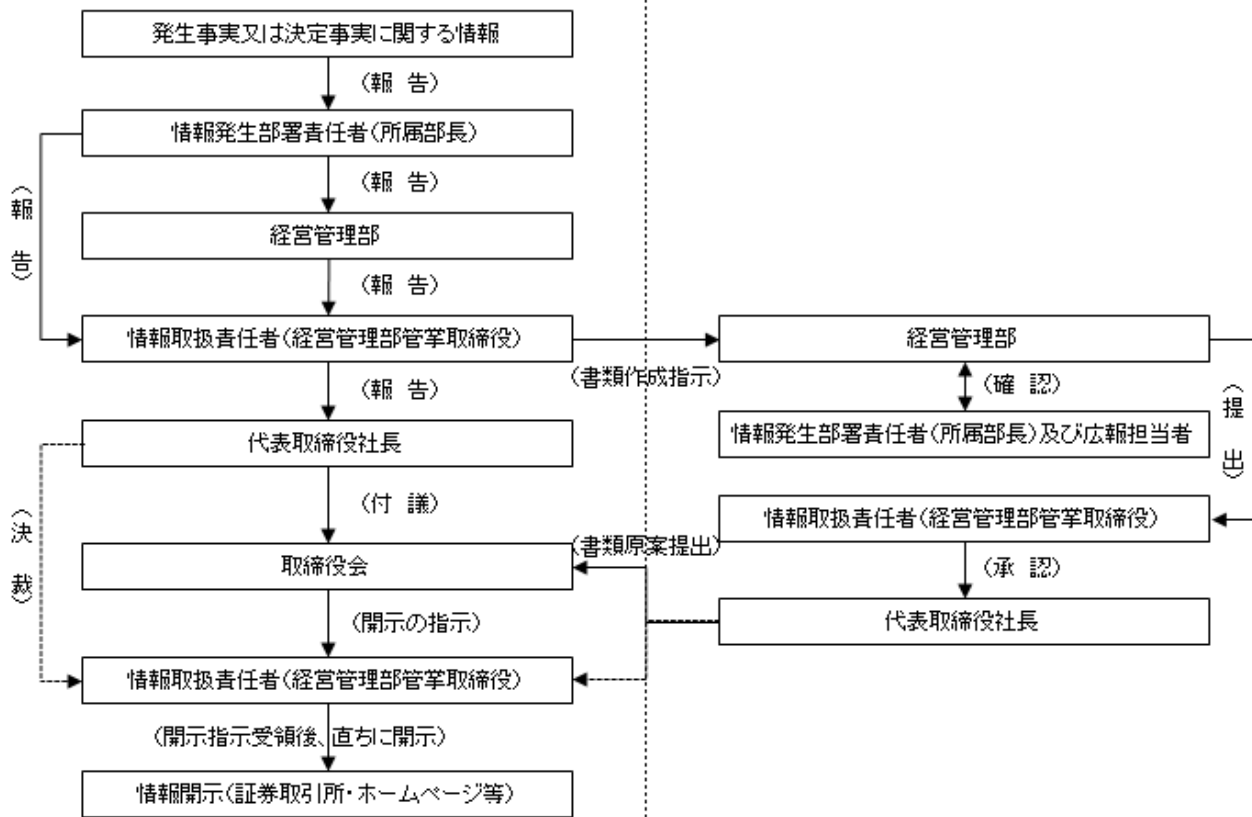 発生事実又は決定事実に関する情報
(報 告)
情報発生部署責任者(所属部長)
(報 告)
(報 告)
経営管理部
(報 告)
情報取扱責任者(経営管理部管掌取締役)
(書類作成指示)
(報 告)
代表取締役社長
(付 議)
(決 裁)
取締役会
(書類原案提出)
(開示の指示)
情報取扱責任者(経営管理部管掌取締役)
(開示指示受領後、直ちに開示)
情報開示(証券取引所・ホームページ等)
経営管理部
(確 認)
(提 出)
情報発生部署責任者(所属部長)及び広報担当者
情報取扱責任者(経営管理部管掌取締役)
(承 認)
代表取締役社長